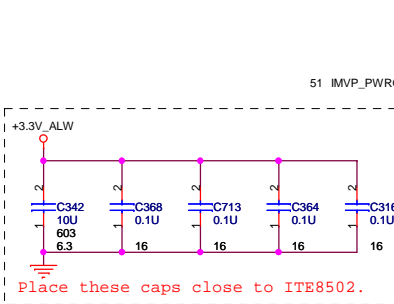 51 IMVP_PWRG
+3.3V_ALW
2 2 2 2 2
C342 C368 C713 C364 C316
10U 0.1U 0.1U 0.1U 0.1U
1 1 1 1 1
603
6.3 16 16 16 16
Place these caps close to ITE8502.